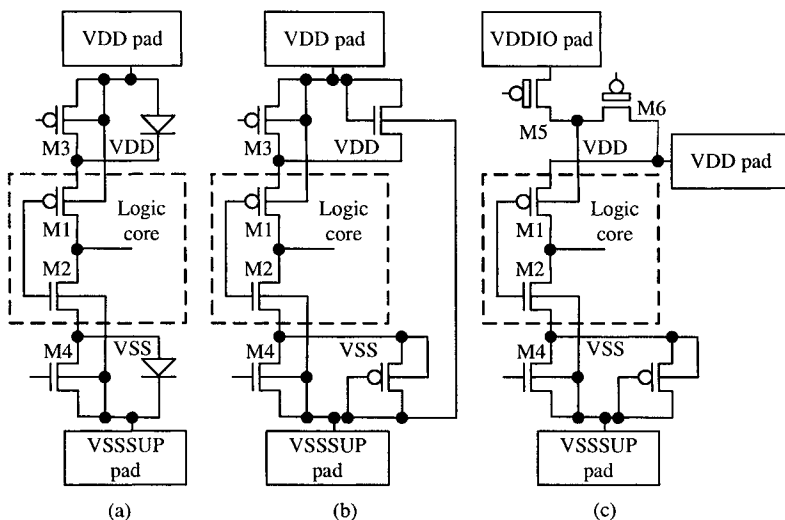 VDD pad
M3
VDD
M1
Logic
core
M2
M4
VSS
VSSSUP
pad
(a)
VDD pad
M3
VDD
M1
Logic
core
M2
M4
VSS
VSSSUP
pad
(b)
VDDIO pad
M5
M6
VDD
VDD pad
M1
Logic
core
M2
M4
VSS
VSSSUP
pad
(c)